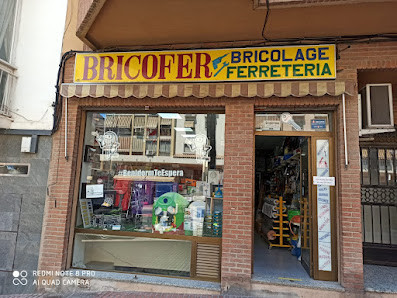 BRICOFER
BRICOLAGE
FERRETERIA
#BenidormTeEspera
REDMI NOTE 8 PRO
AI QUAD CAMERA